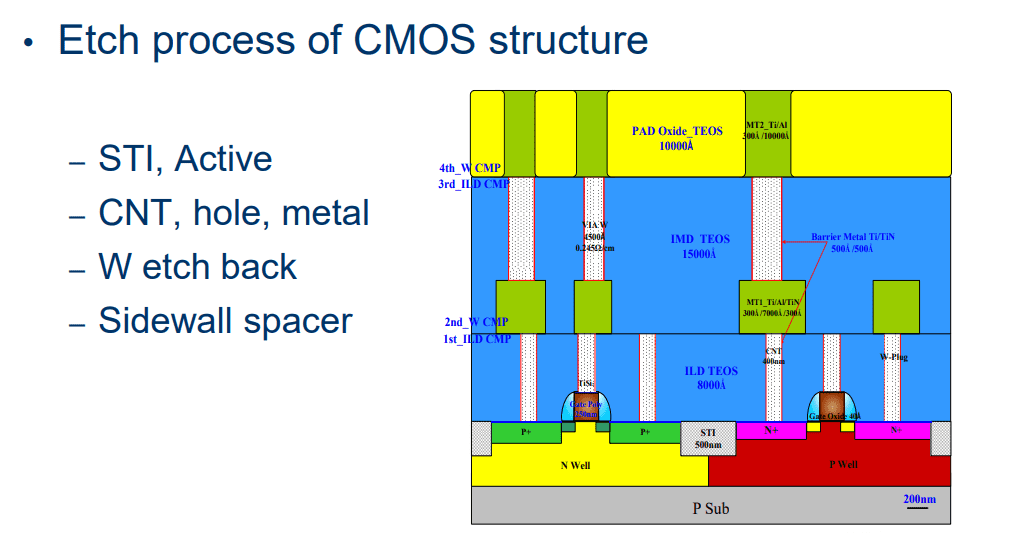 • Etch process of CMOS structure
– STI, Active
– CNT, hole, metal
– W etch back
– Sidewall spacer
PAD Oxide_TEOS
10000Å
MT2_Ti/Al
300Å /10000Å
4th_W CMP
3rd_ILD CMP
VIA W
4500Å
0.245Ω/cm
IMD TEOS
15000Å
Barrier Metal Ti/TiN
500Å /500Å
MT1_Ti/Al/TiN
300Å/7000Å/300Å
2nd_W CMP
1st_ILD CMP
CNT
400nm
W-Plug
ILD TEOS
8000Å
TiSi
Gate Poly
250nm
Gate Oxide 40Å
P+
P+
STI
500nm
N+
N+
N Well
P Well
200nm
P Sub